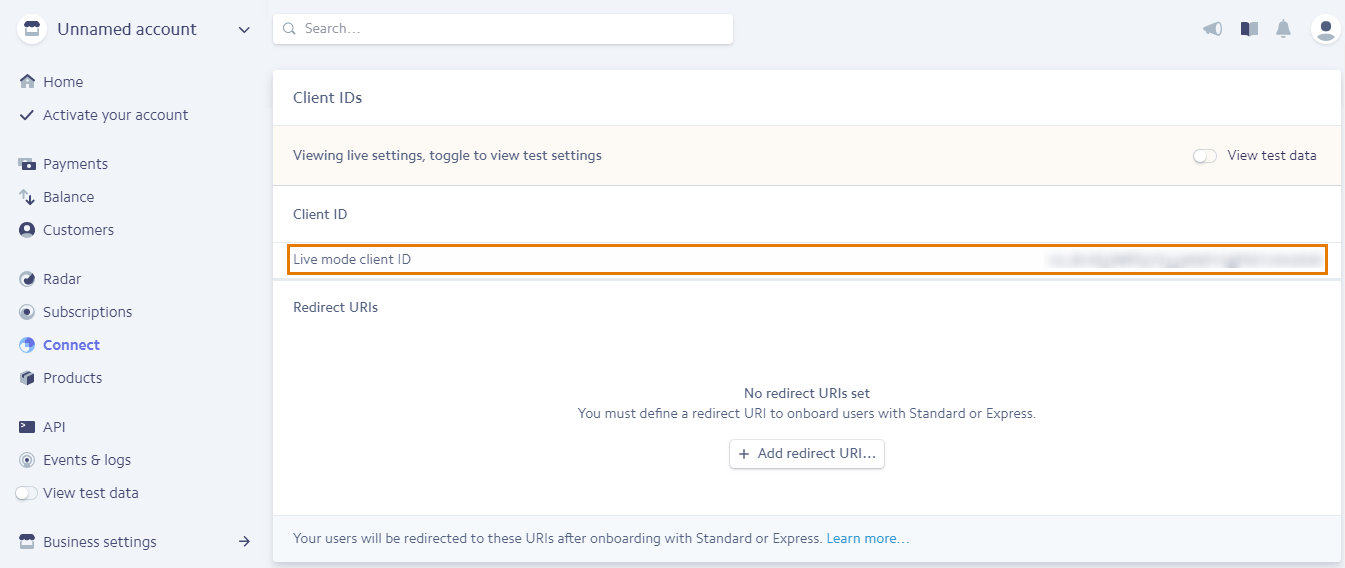 Unnamed account
Search…
Home
Activate your account
Payments
Balance
Customers
Radar
Subscriptions
Connect
Products
API
Events & logs
View test data
Business settings
Client IDs
Viewing live settings, toggle to view test settings
View test data
Client ID
Live mode client ID
Redirect URIs
No redirect URIs set
You must define a redirect URI to onboard users with Standard or Express.
+ Add redirect URI…
Your users will be redirected to these URIs after onboarding with Standard or Express. Learn more…